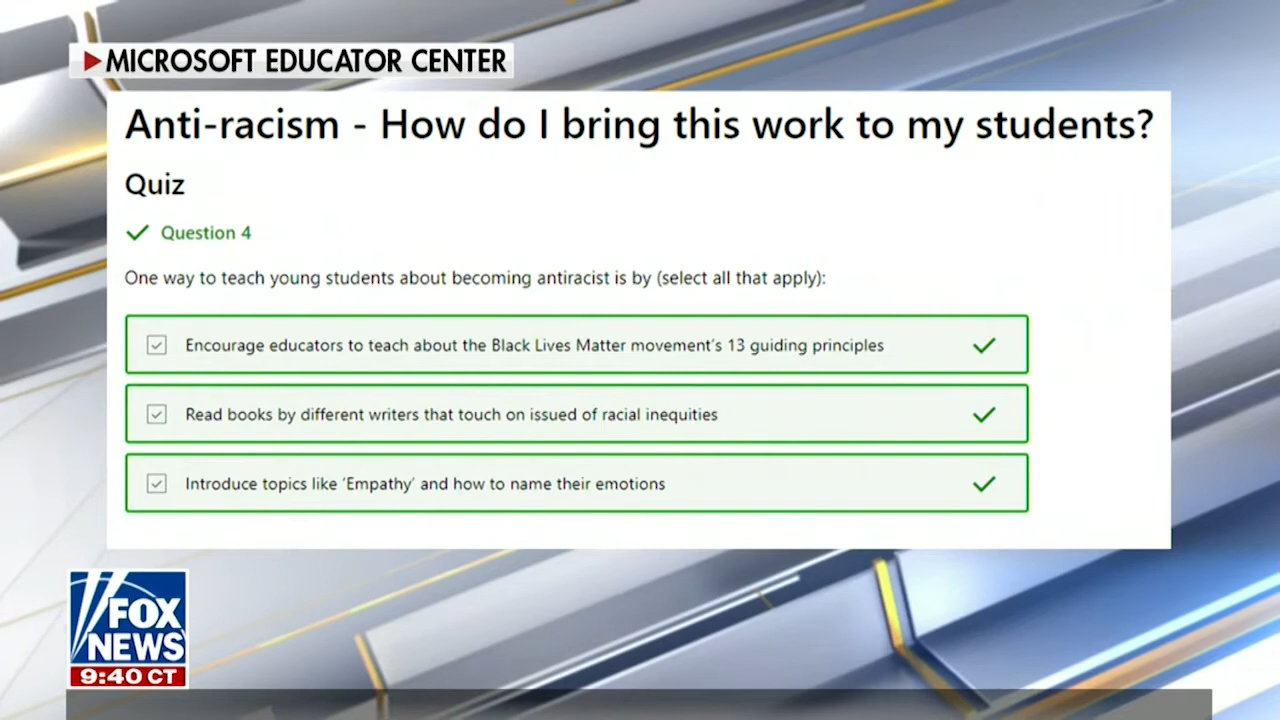 MICROSOFT EDUCATOR CENTER
Anti-racism - How do I bring this work to my students?
Quiz
Question 4
One way to teach young students about becoming antiracist is by (select all that apply):
Encourage educators to teach about the Black Lives Matter movement's 13 guiding principles
Read books by different writers that touch on issued of racial inequities
Introduce topics like 'Empathy' and how to name their emotions
FOX
NEWS
9:40 CT